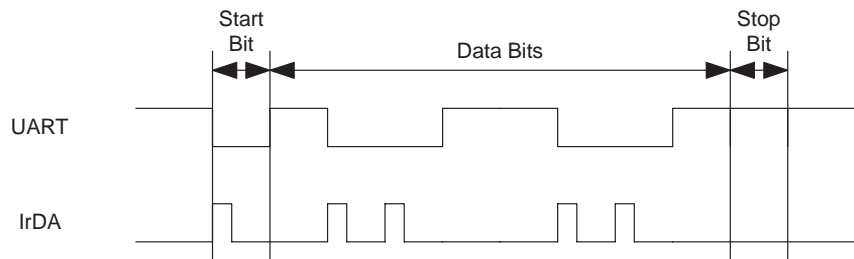 Start
Bit
Data Bits
Stop
Bit
UART
IrDA